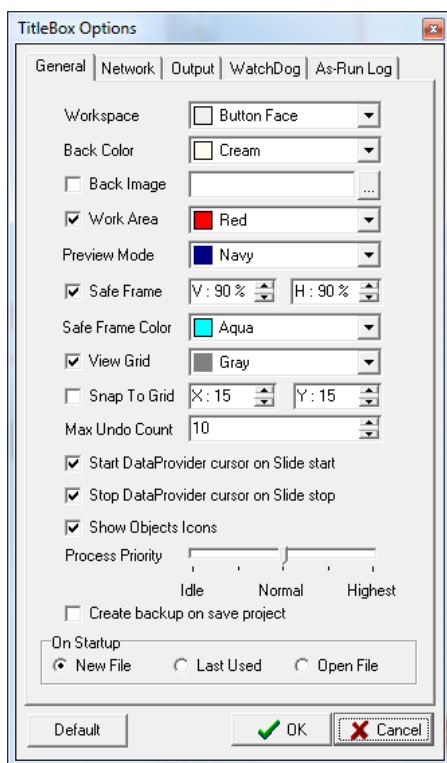 TitleBox Options
General Network Output WatchDog As-Run Log
Workspace Button Face
Back Color Cream
Back Image ...
Work Area Red
Preview Mode Navy
Safe Frame V : 90 % H : 90 %
Safe Frame Color Aqua
View Grid Gray
Snap To Grid X : 15 Y : 15
Max Undo Count 10
Start DataProvider cursor on Slide start
Stop DataProvider cursor on Slide stop
Show Objects Icons
Process Priority
Idle Normal Highest
Create backup on save project
On Startup
New File Last Used Open File
Default OK Cancel